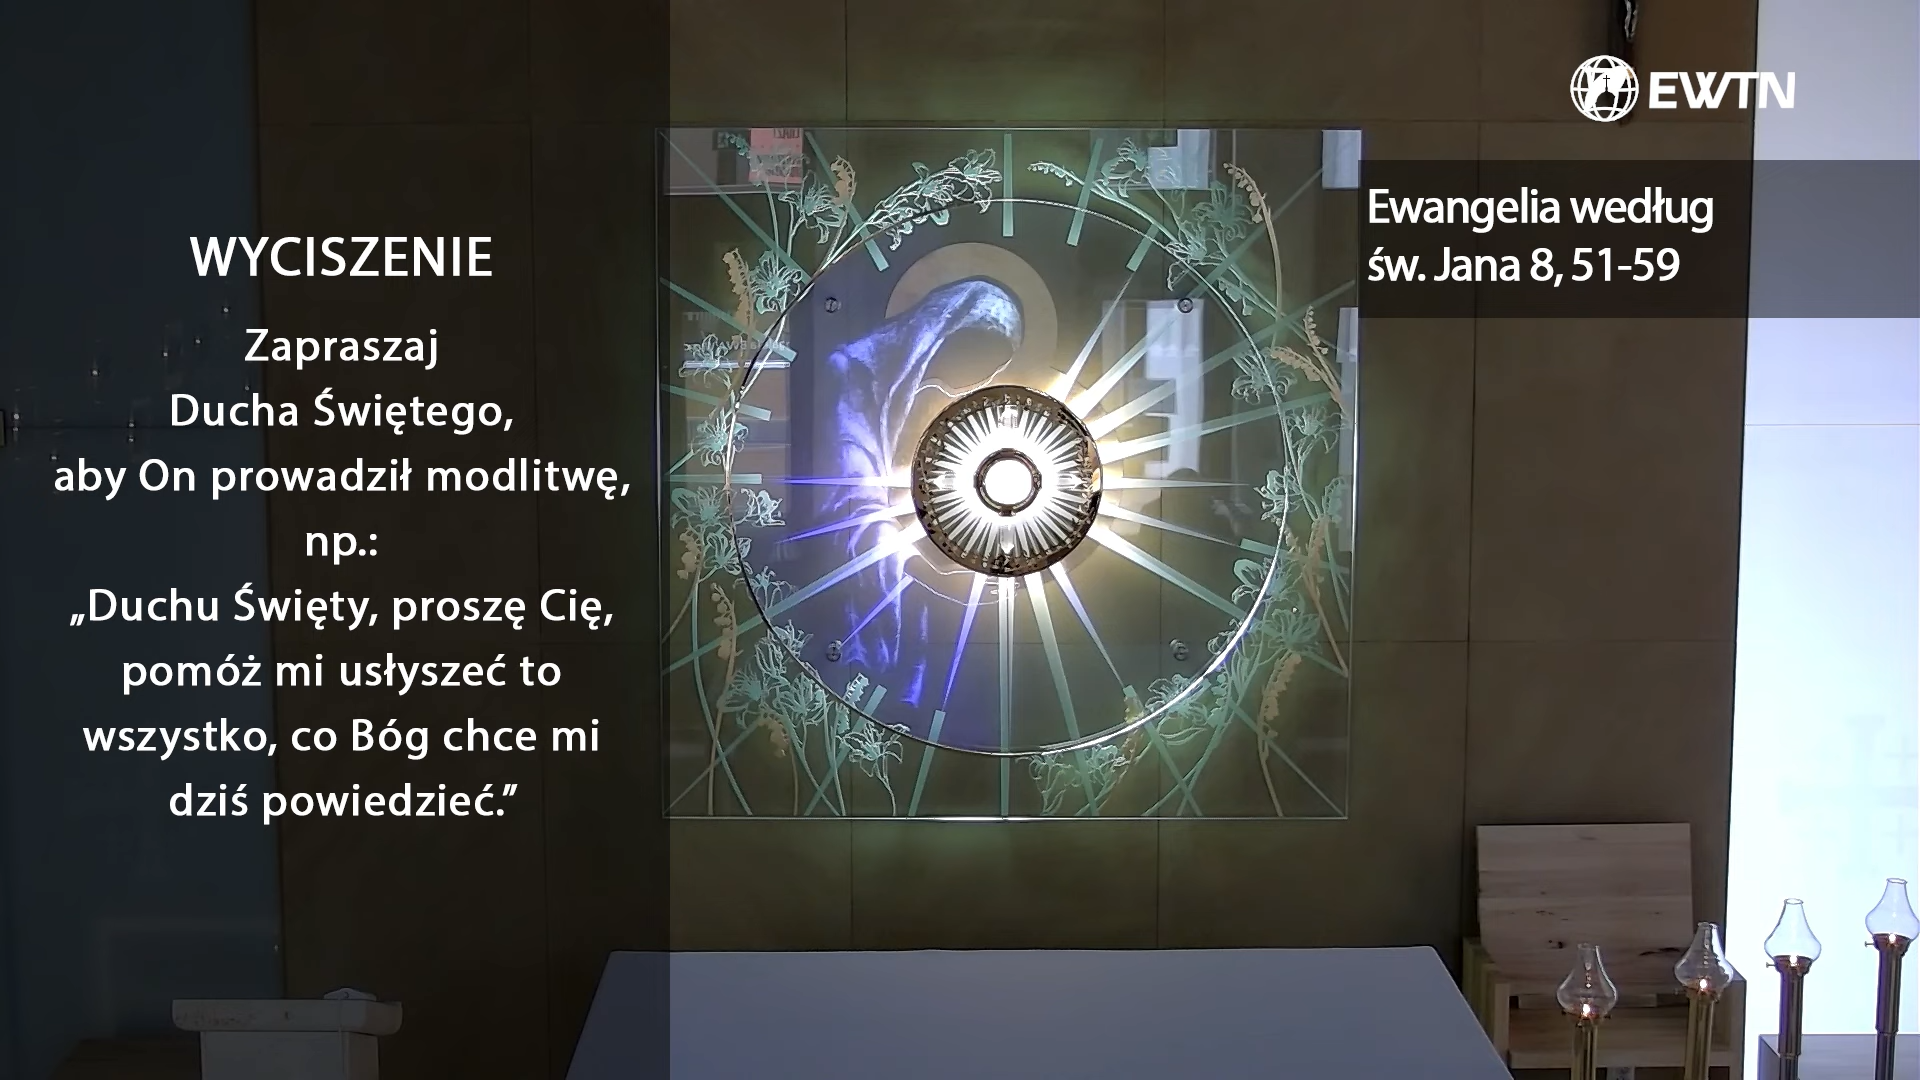 WYCISZENIE
Zapraszaj
Ducha Świętego,
aby On prowadził modlitwę,
np.:
„Duchu Święty, proszę Cię,
pomóż mi usłyszeć to
wszystko, co Bóg chce mi
dziś powiedzieć.”
EWTN
Ewangelia według
św. Jana 8, 51-59